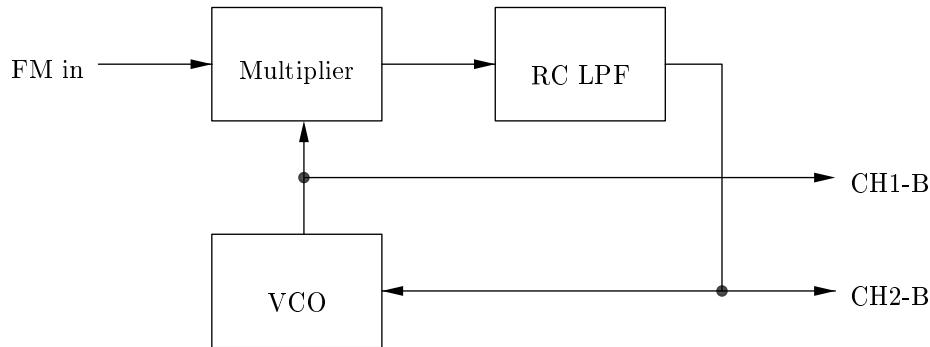 FM in
Multiplier
RC LPF
CH1-B
VCO
CH2-B